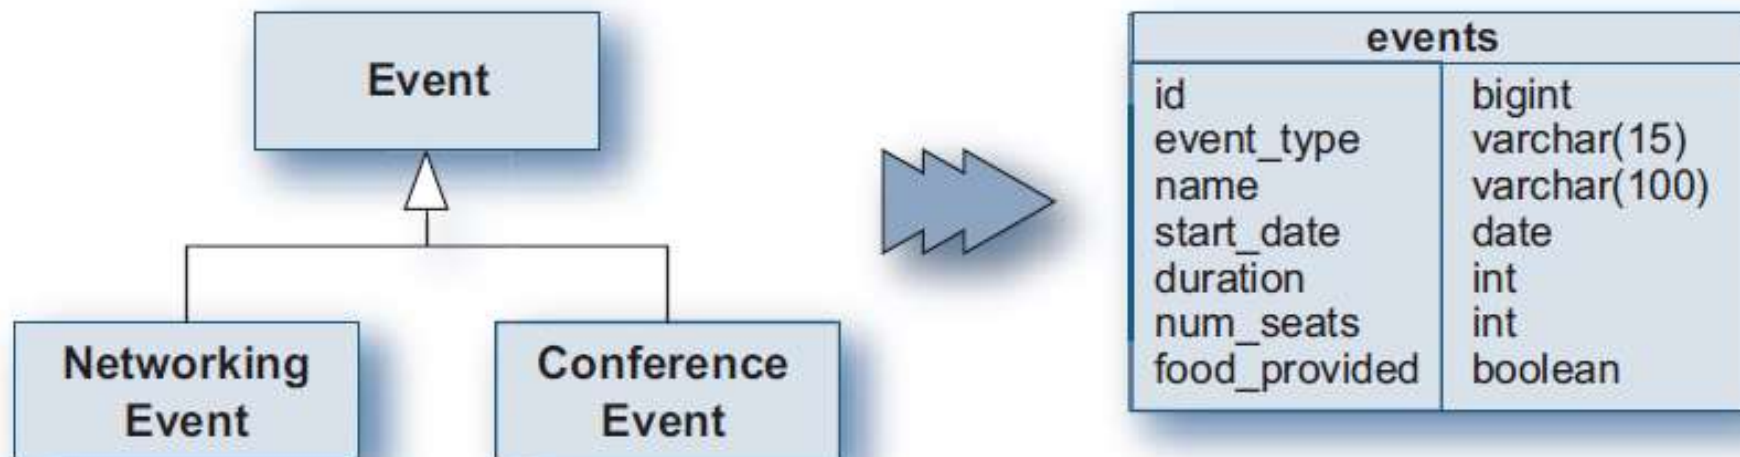 Event
Networking
Event
Conference
Event
events
id bigint
event_type varchar(15)
name varchar(100)
start_date date
duration int
num_seats int
food_provided boolean